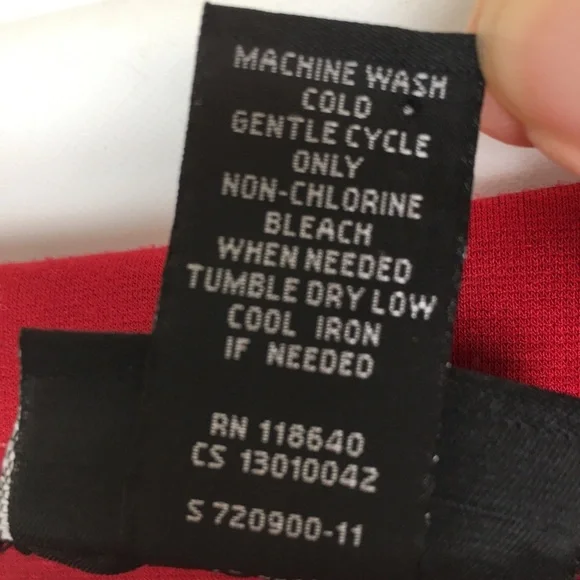 MACHINE WASH
COLD
GENTLE CYCLE
ONLY
NON-CHLORINE
BLEACH
WHEN NEEDED
TUMBLE DRY LOW
COOL IRON
IF NEEDED
RN 118640
CS 13010042
S 720900-11